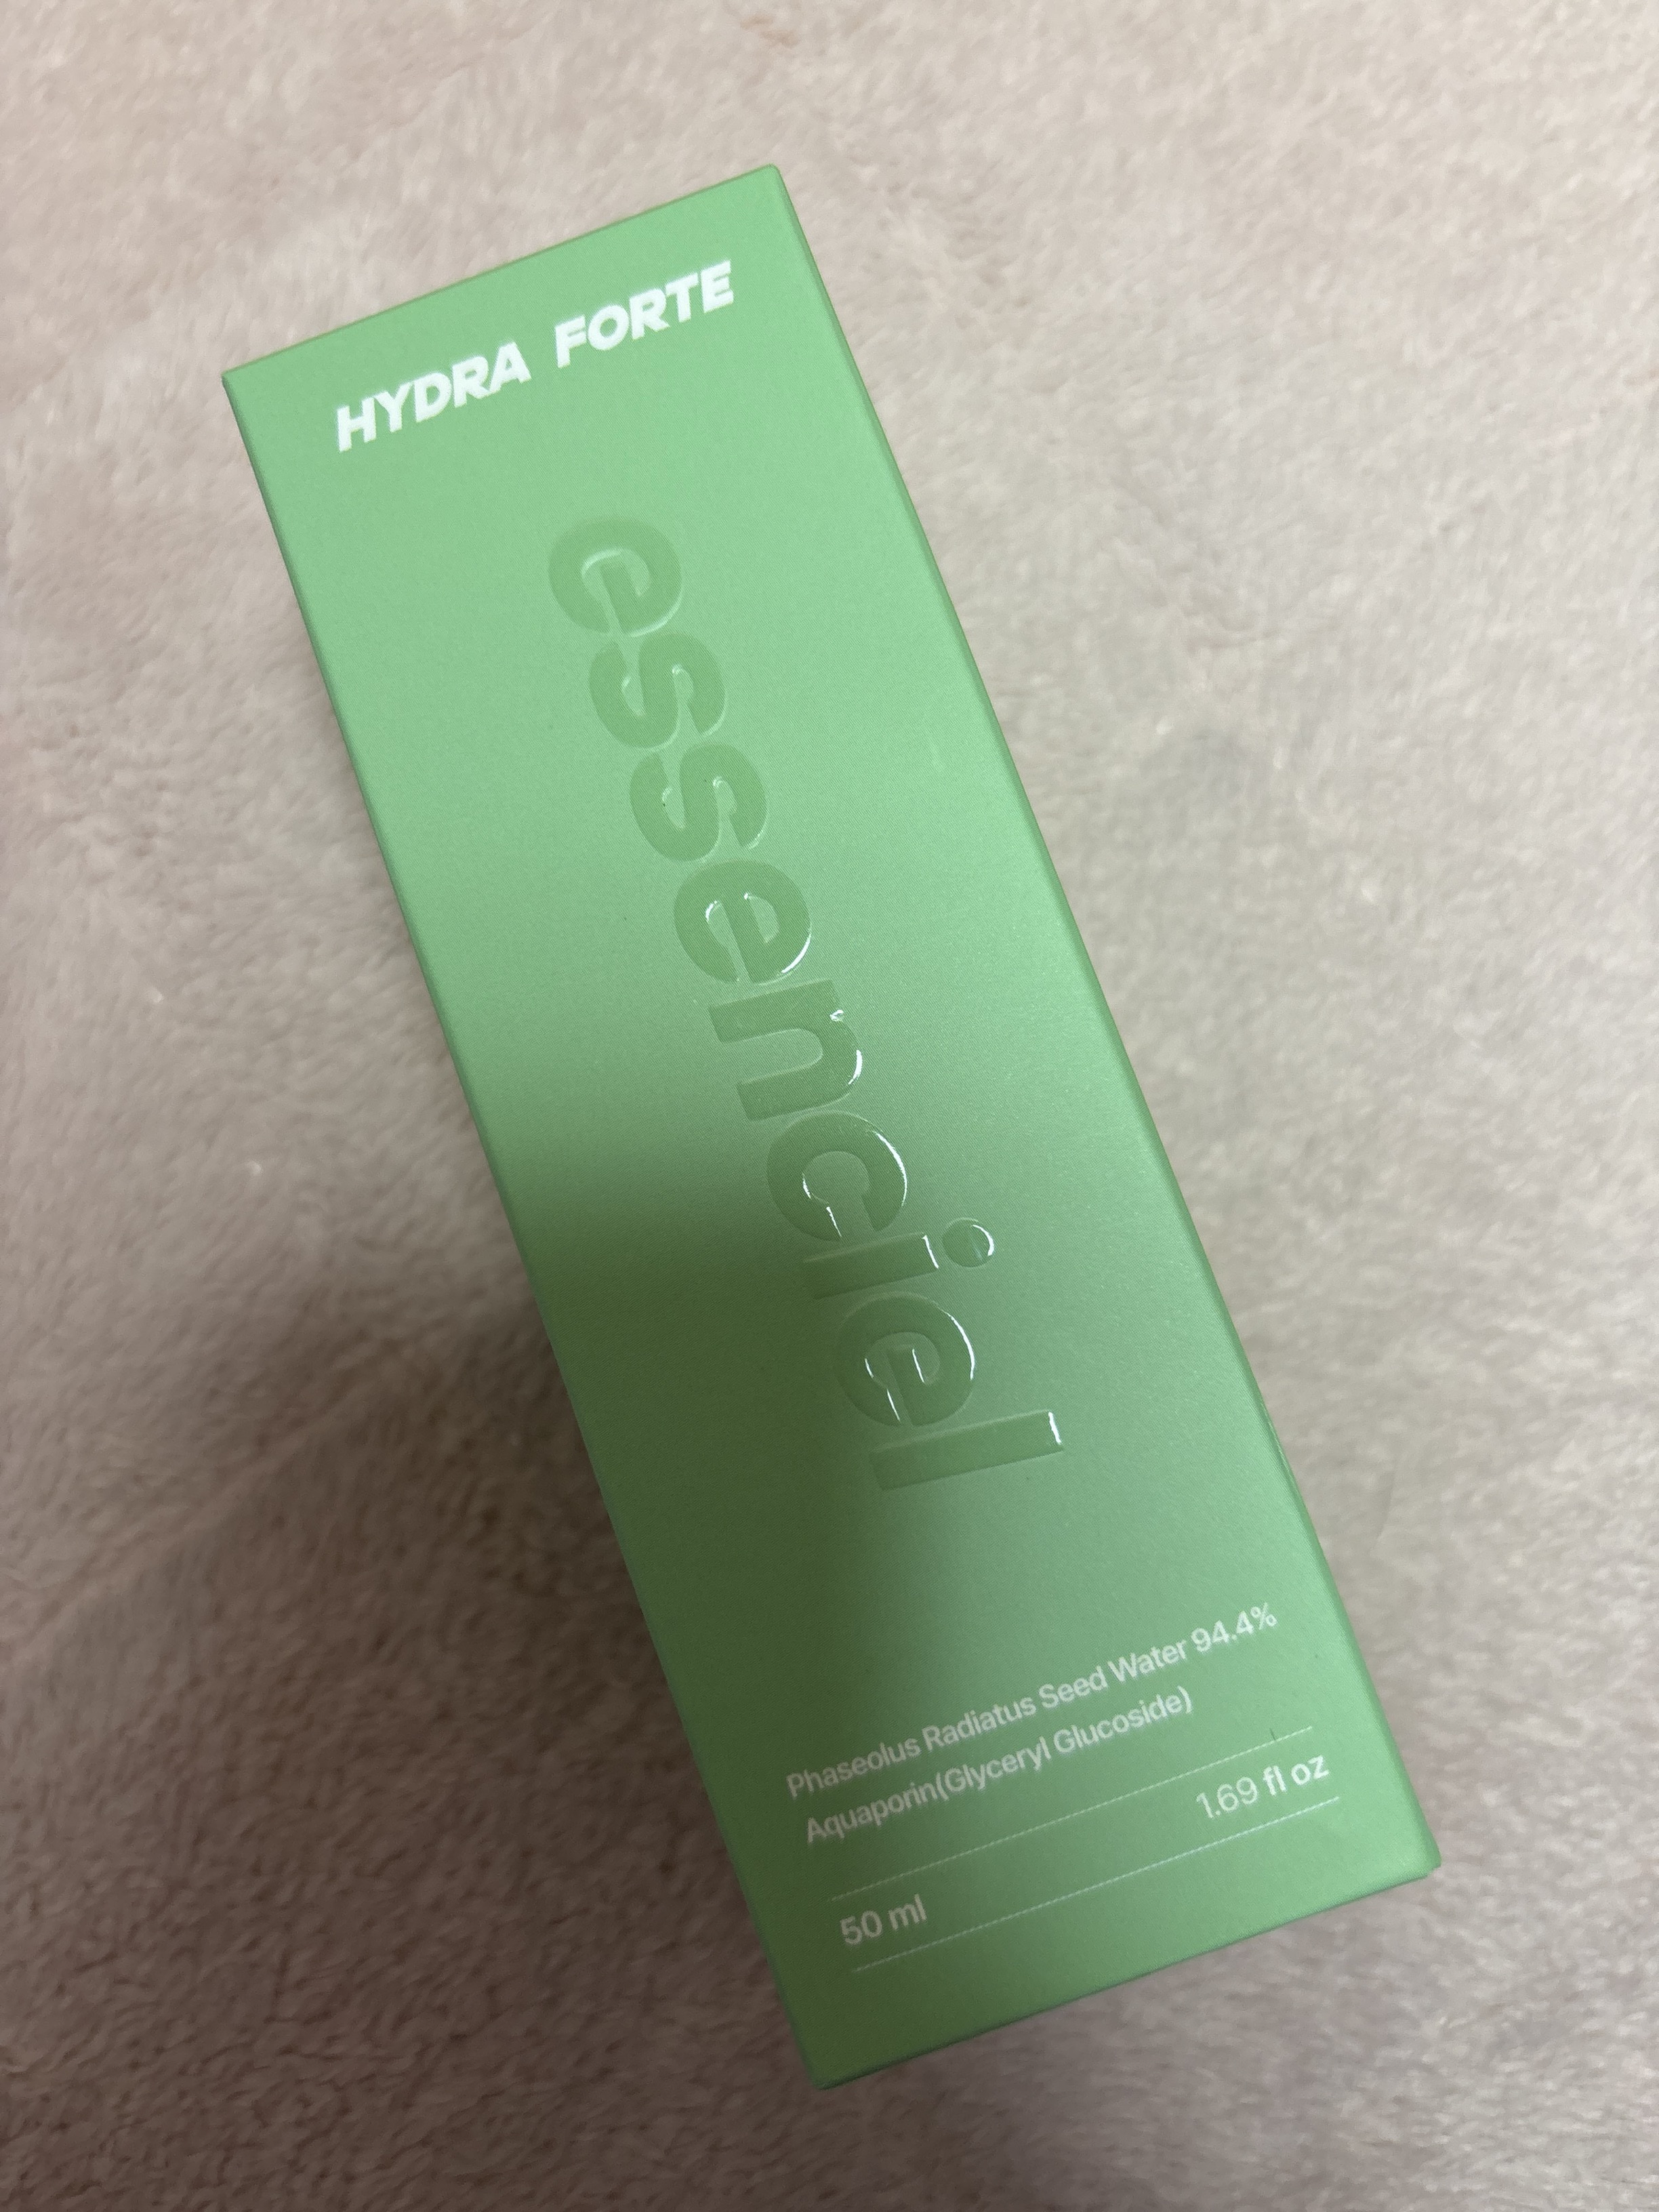 HYDRA FORTE
essenciel
Phaseolus Radiatus Seed Water 94.4%
Aquaporin(Glyceryl Glucoside)
50 ml 1.69 fl oz